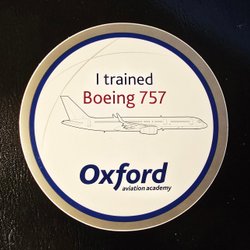 I trained
Boeing 757
Oxford
aviation academy